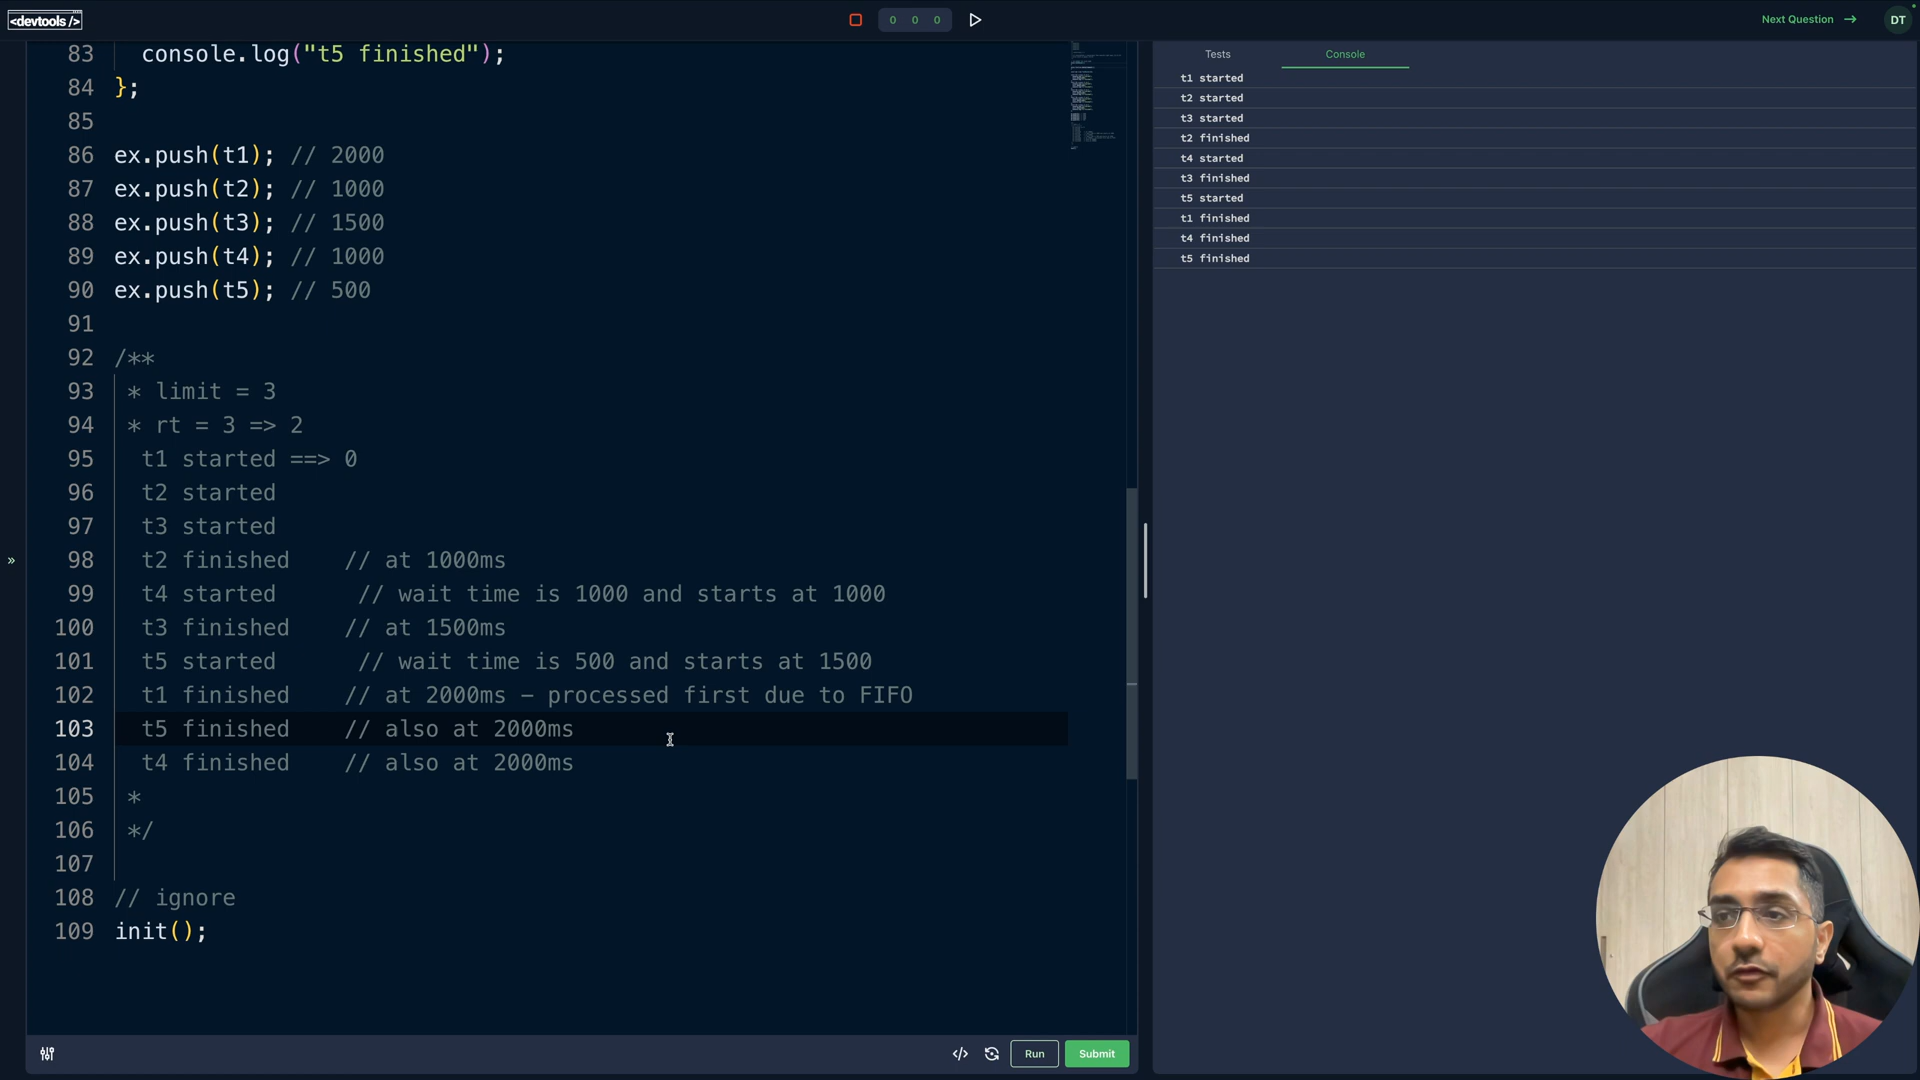 <devtools />
0 0 0
Next Question →
DT
83 console.log("t5 finished");
84 };
85
86 ex.push(t1); // 2000
87 ex.push(t2); // 1000
88 ex.push(t3); // 1500
89 ex.push(t4); // 1000
90 ex.push(t5); // 500
91
92 /**
93 * limit = 3
94 * rt = 3 => 2
95 t1 started ==> 0
96 t2 started
97 t3 started
98 t2 finished // at 1000ms
99 t4 started // wait time is 1000 and starts at 1000
100 t3 finished // at 1500ms
101 t5 started // wait time is 500 and starts at 1500
102 t1 finished // at 2000ms – processed first due to FIFO
103 t5 finished // also at 2000ms
104 t4 finished // also at 2000ms
105 *
106 */
107
108 // ignore
109 init();
»
</>
Run
Submit
Tests
Console
t1 started
t2 started
t3 started
t2 finished
t4 started
t3 finished
t5 started
t1 finished
t4 finished
t5 finished